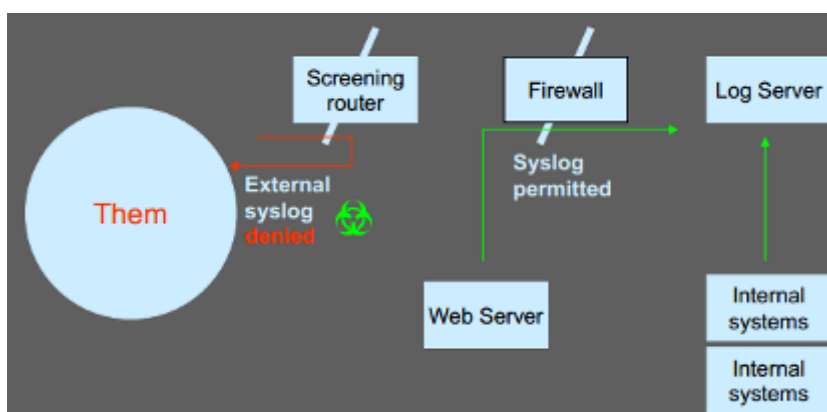 Screening
router
Firewall
Log Server
Them
External
syslog
denied
Syslog
permitted
Web Server
Internal
systems
Internal
systems